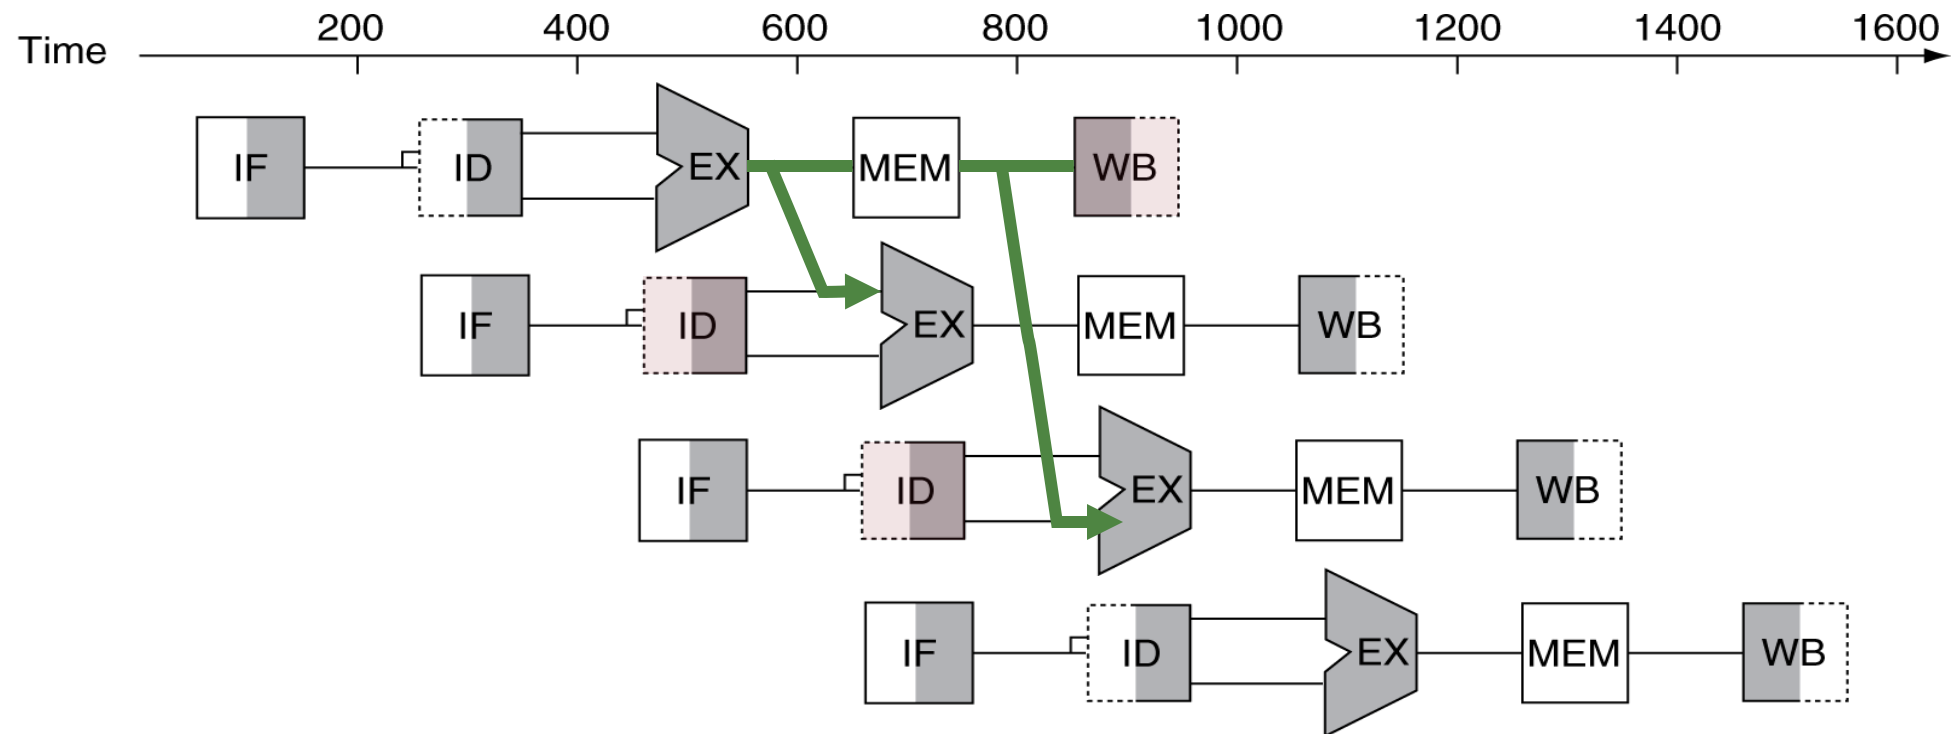 200 400 600 800 1000 1200 1400 1600
Time
IF ID EX MEM WB
IF ID EX MEM WB
IF ID EX MEM WB
IF ID EX MEM WB